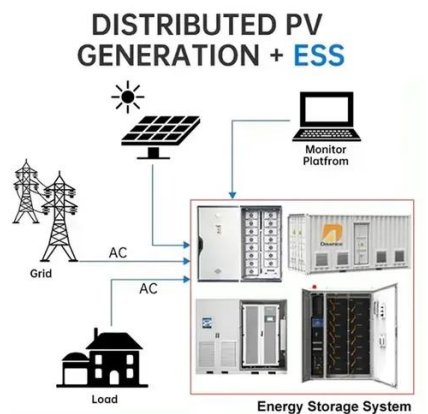 DISTRIBUTED PV
GENERATION + ESS
Monitor
Platfrom
AC
Grid
AC
Load
Energy Storage System